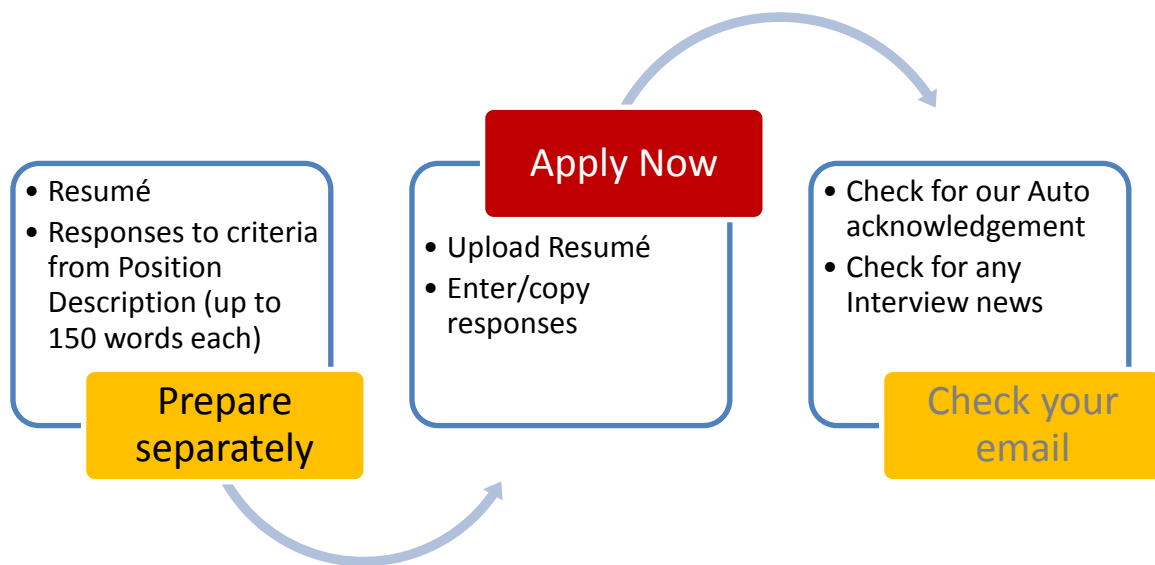 • Resumé
• Responses to criteria
from Position
Description (up to
150 words each)
Prepare
separately
Apply Now
• Upload Resumé
• Enter/copy
responses
• Check for our Auto
acknowledgement
• Check for any
Interview news
Check your
email